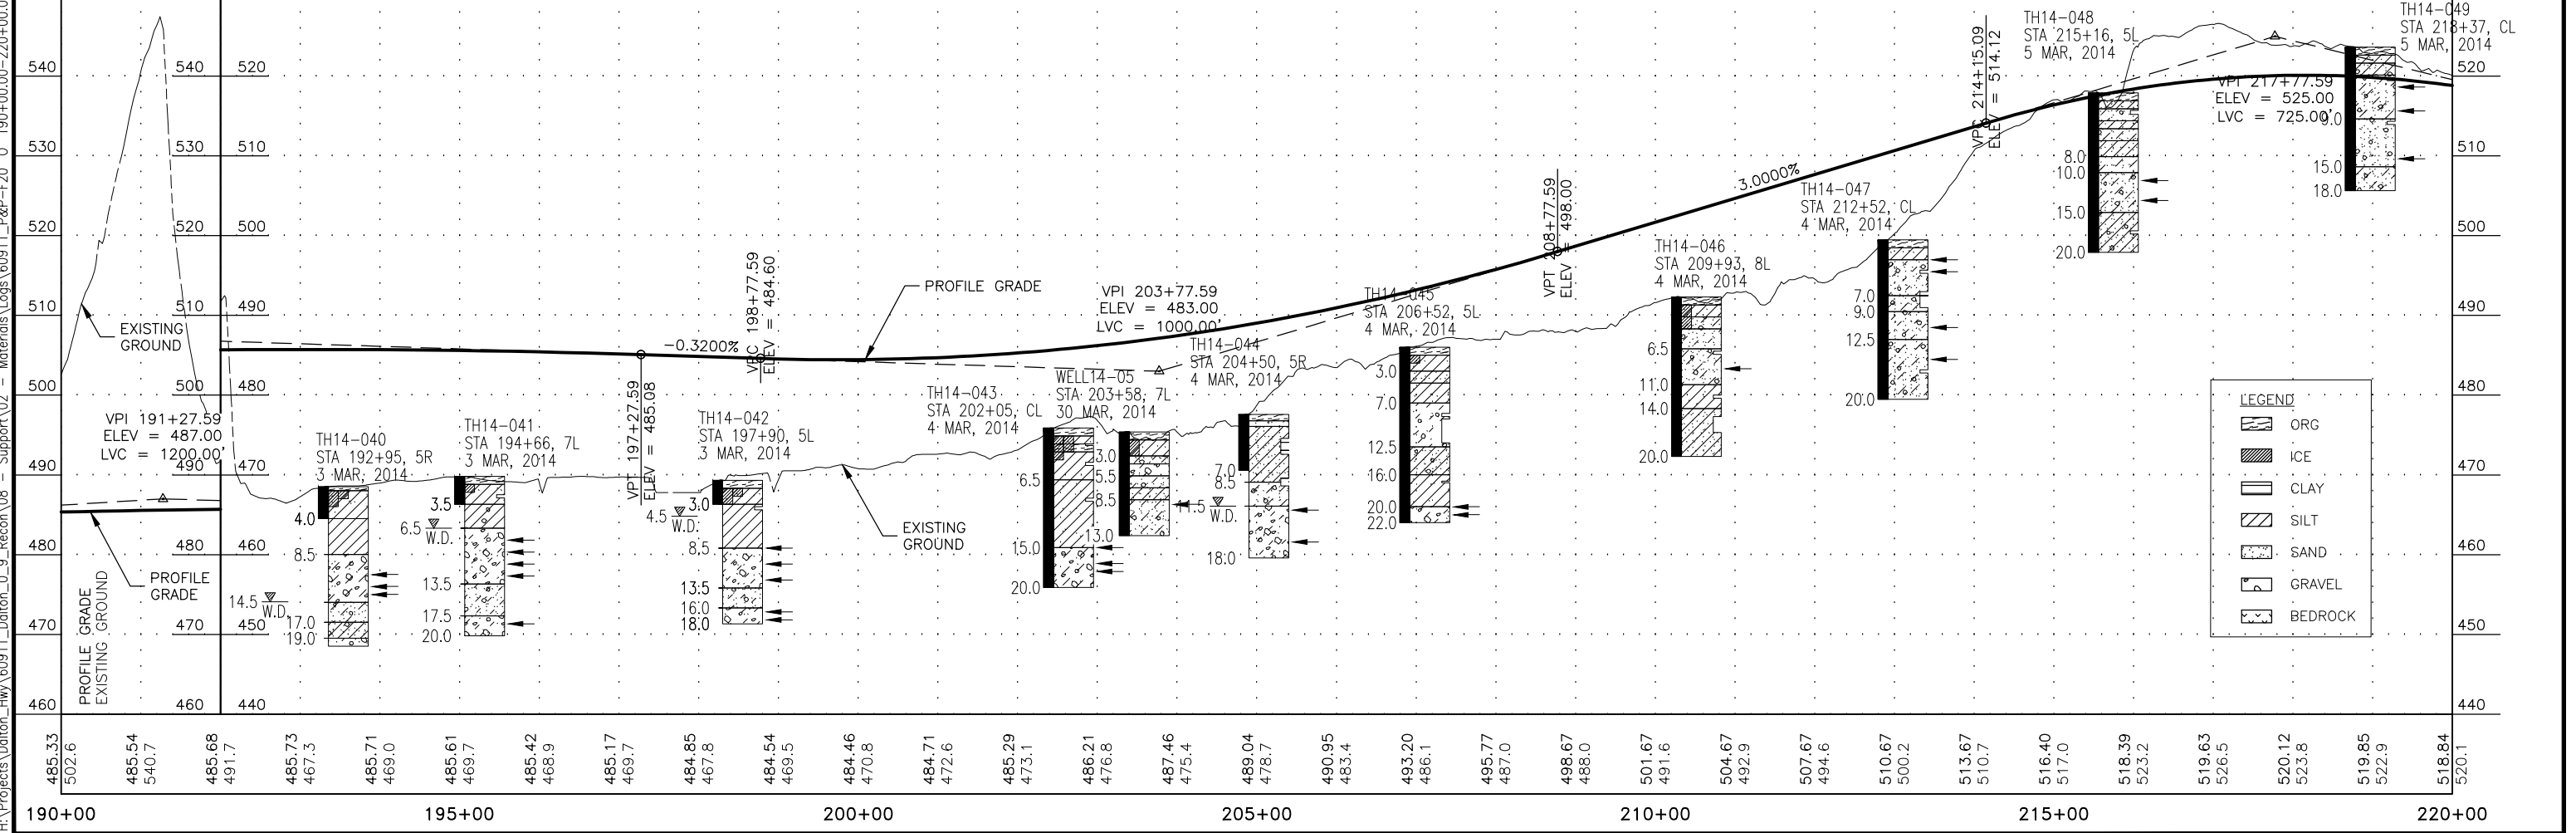 H:\Projects\Dalton_Hwy\60911_Dalton_0_9_Recon\08 - Support\02 - Materials\Logs\60911_P&P-F20
TH14-048
STA 215+16, 5L
5 MAR, 2014
TH14-049
STA 218+37, CL
5 MAR, 2014
VPC 214+15.09
ELEV = 514.12
540
540
520
520
VPI 217+77.59
ELEV = 525.00
LVC = 725.00'
9.0
15.0
18.0
530
530
510
510
8.0
10.0
15.0
20.0
3.0000%
TH14-047
STA 212+52, CL
4 MAR, 2014
7.0
9.0
12.5
20.0
520
520
500
500
VPT 208+77.59
ELEV = 498.00
TH14-046
STA 209+93, 8L
4 MAR, 2014
6.5
11.0
14.0
20.0
VPC 198+77.59
ELEV = 484.60
PROFILE GRADE
VPI 203+77.59
ELEV = 483.00
LVC = 1000.00'
TH14-045
STA 206+52, 5L
4 MAR, 2014
3.0
7.0
12.5
16.0
20.0
22.0
510
510
490
490
EXISTING
GROUND
-0.3200%
TH14-044
STA 204+50, 5R
4 MAR, 2014
7.0
8.5
W.D.
18.0
500
500
480
480
VPT 197+27.59
ELEV = 485.08
WELL14-05
STA 203+58, 7L
30 MAR, 2014
3.0
5.5
8.5
13.0
TH14-043
STA 202+05, CL
4 MAR, 2014
6.5
15.0
20.0
VPI 191+27.59
ELEV = 487.00
LVC = 1200.00'
TH14-040
STA 192+95, 5R
3 MAR, 2014
4.0
8.5
14.5
W.D.
17.0
19.0
TH14-041
STA 194+66, 7L
3 MAR, 2014
3.5
6.5
W.D.
13.5
17.5
20.0
TH14-042
STA 197+90, 5L
3 MAR, 2014
3.0
4.5
W.D.
8.5
13.5
16.0
18.0
490
490
470
470
EXISTING
GROUND
480
480
460
460
PROFILE
GRADE
470
470
450
450
PROFILE GRADE
EXISTING GROUND
460
460
440
440
LEGEND
ORG
ICE
CLAY
SILT
SAND
GRAVEL
BEDROCK
485.33
502.6
485.54
540.7
485.68
491.7
485.73
467.3
485.71
469.0
485.61
469.7
485.42
468.9
485.17
469.7
484.85
467.8
484.54
469.5
484.46
470.8
484.71
472.6
485.29
473.1
486.21
476.8
487.46
475.4
489.04
478.7
490.95
483.4
493.20
486.1
495.77
487.0
498.67
488.0
501.67
491.6
504.67
492.9
507.67
494.6
510.67
500.2
513.67
510.7
516.40
517.0
518.39
523.2
519.63
526.5
520.12
523.8
519.85
522.9
518.84
520.1
190+00
195+00
200+00
205+00
210+00
215+00
220+00